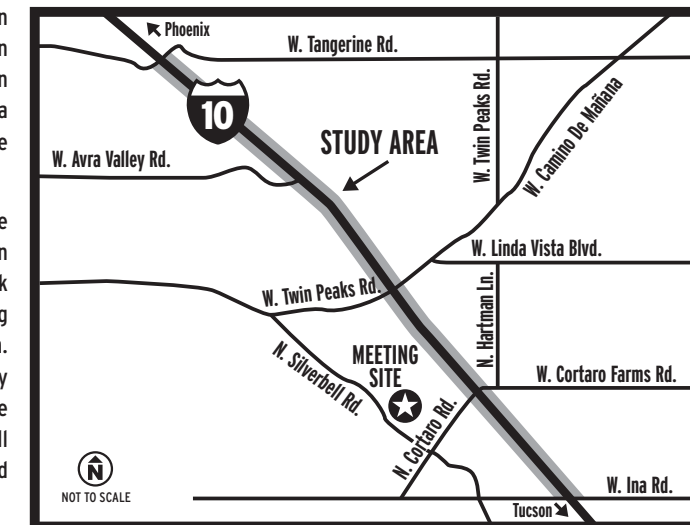 n
n
n
a
e
e
n
k
g
n.
y
e
ll
d
Phoenix
W. Tangerine Rd.
10
W. Twin Peaks Rd.
W. Camino De Mañana
STUDY AREA
W. Avra Valley Rd.
W. Linda Vista Blvd.
W. Twin Peaks Rd.
N. Hartman Ln.
MEETING
SITE
N. Silverbell Rd.
W. Cortaro Farms Rd.
N. Cortaro Rd.
N
NOT TO SCALE
W. Ina Rd.
Tucson